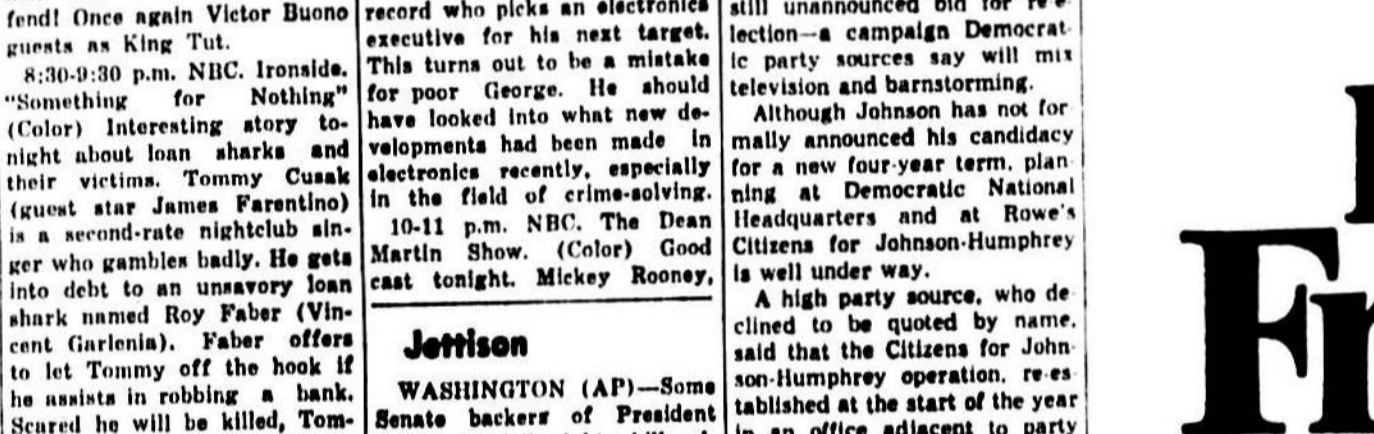 fend! Once again Victor Buono
guests as King Tut.
8:30-9:30 p.m. NBC. Ironside.
"Something for Nothing"
(Color) Interesting story to-
night about loan sharks and
their victims. Tommy Cusak
(guest star James Farentino)
is a second-rate nightclub sin-
ger who gambles badly. He gets
into debt to an unsavory loan
shark named Roy Faber (Vin-
cent Garlenia). Faber offers
to let Tommy off the hook if
he assists in robbing a bank.
Scared he will be killed, Tom-
record who picks an electronics
executive for his next target.
This turns out to be a mistake
for poor George. He should
have looked into what new de-
velopments had been made in
electronics recently, especially
in the field of crime-solving.
10-11 p.m. NBC. The Dean
Martin Show. (Color) Good
cast tonight. Mickey Rooney,
Jettison
WASHINGTON (AP)—Some
Senate backers of President
still unannounced bid for re-e-
lection—a campaign Democrat-
ic party sources say will mix
television and barnstorming.
Although Johnson has not for-
mally announced his candidacy
for a new four-year term, plan-
ning at Democratic National
Headquarters and at Rowe's
Citizens for Johnson-Humphrey
is well under way.
A high party source, who de-
clined to be quoted by name,
said that the Citizens for John-
son-Humphrey operation, re-es-
tablished at the start of the year
in an office adjacent to party